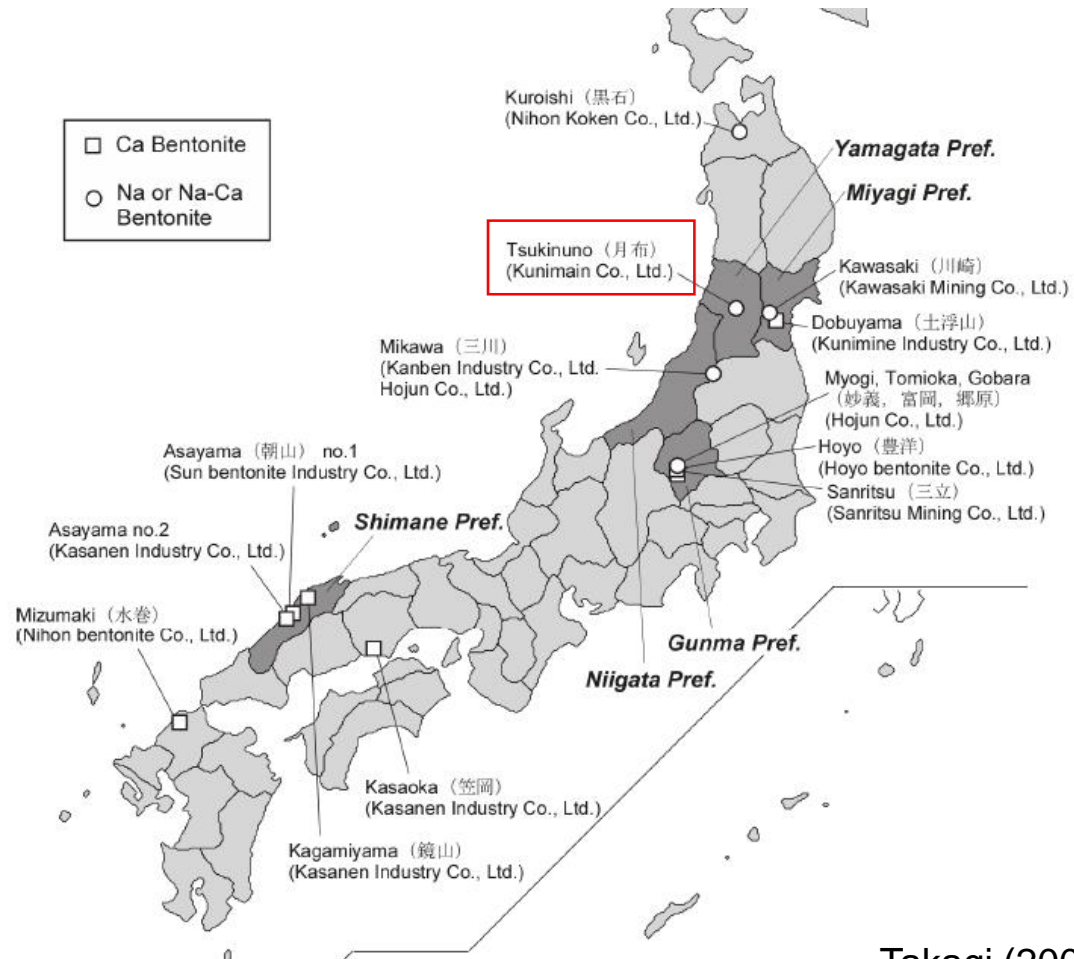 Ca Bentonite
Na or Na-Ca
Bentonite
Kuroishi（黒石）
(Nihon Koken Co., Ltd.)
Yamagata Pref.
Miyagi Pref.
Tsukinuno（月布）
(Kunimain Co., Ltd.)
Kawasaki（川崎）
(Kawasaki Mining Co., Ltd.)
Dobuyama（土浮山）
(Kunimine Industry Co., Ltd.)
Mikawa（三川）
(Kanben Industry Co., Ltd.
Hojun Co., Ltd.)
Myogi, Tomioka, Gobara
（妙義，富岡，郷原）
(Hojun Co., Ltd.)
Hoyo（豊洋）
(Hoyo bentonite Co., Ltd.)
Sanritsu（三立）
(Sanritsu Mining Co., Ltd.)
Asayama（朝山）no.1
(Sun bentonite Industry Co., Ltd.)
Asayama no.2
(Kasanen Industry Co., Ltd.)
Shimane Pref.
Mizumaki（水巻）
(Nihon bentonite Co., Ltd.)
Gunma Pref.
Niigata Pref.
Kasaoka（笠岡）
(Kasanen Industry Co., Ltd.)
Kagamiyama（鏡山）
(Kasanen Industry Co., Ltd.)
Takagi (200